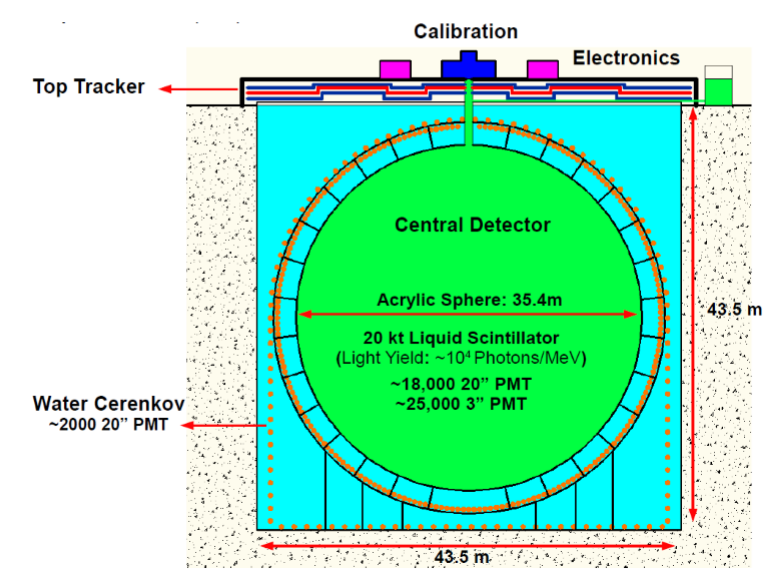 Calibration
Electronics
Top Tracker
Central Detector
Acrylic Sphere: 35.4m
43.5 m
20 kt Liquid Scintillator
(Light Yield: ~10⁴ Photons/MeV)
~18,000 20” PMT
~25,000 3” PMT
Water Cerenkov
~2000 20” PMT
43.5 m